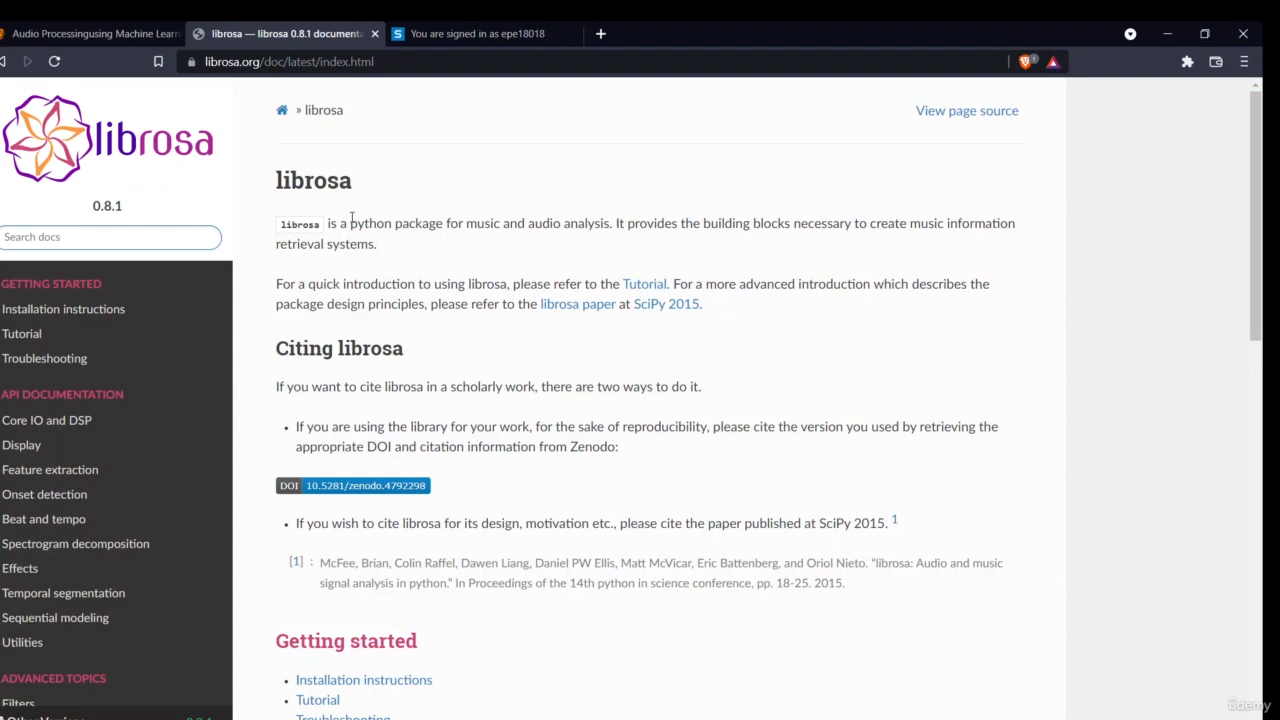 Audio Processingusing Machine Learn
librosa — librosa 0.8.1 documenta
You are signed in as epe18018
librosa.org/doc/latest/index.html
librosa
0.8.1
Search docs
GETTING STARTED
Installation instructions
Tutorial
Troubleshooting
API DOCUMENTATION
Core IO and DSP
Display
Feature extraction
Onset detection
Beat and tempo
Spectrogram decomposition
Effects
Temporal segmentation
Sequential modeling
Utilities
ADVANCED TOPICS
Filters
» librosa
View page source
librosa
librosa is a python package for music and audio analysis. It provides the building blocks necessary to create music information
retrieval systems.
For a quick introduction to using librosa, please refer to the Tutorial. For a more advanced introduction which describes the
package design principles, please refer to the librosa paper at SciPy 2015.
Citing librosa
If you want to cite librosa in a scholarly work, there are two ways to do it.
• If you are using the library for your work, for the sake of reproducibility, please cite the version you used by retrieving the
appropriate DOI and citation information from Zenodo:
DOI 10.5281/zenodo.4792298
• If you wish to cite librosa for its design, motivation etc., please cite the paper published at SciPy 2015. 1
[1] : McFee, Brian, Colin Raffel, Dawen Liang, Daniel PW Ellis, Matt McVicar, Eric Battenberg, and Oriol Nieto. “librosa: Audio and music
signal analysis in python.” In Proceedings of the 14th python in science conference, pp. 18-25. 2015.
Getting started
• Installation instructions
• Tutorial
Troubleshooting
ûdemy